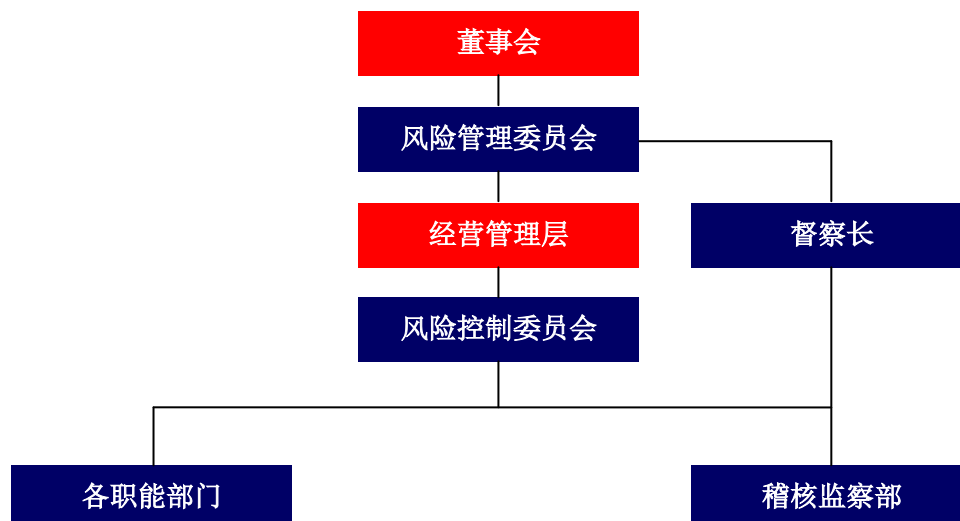 董事会
风险管理委员会
经营管理层
督察长
风险控制委员会
各职能部门
稽核监察部